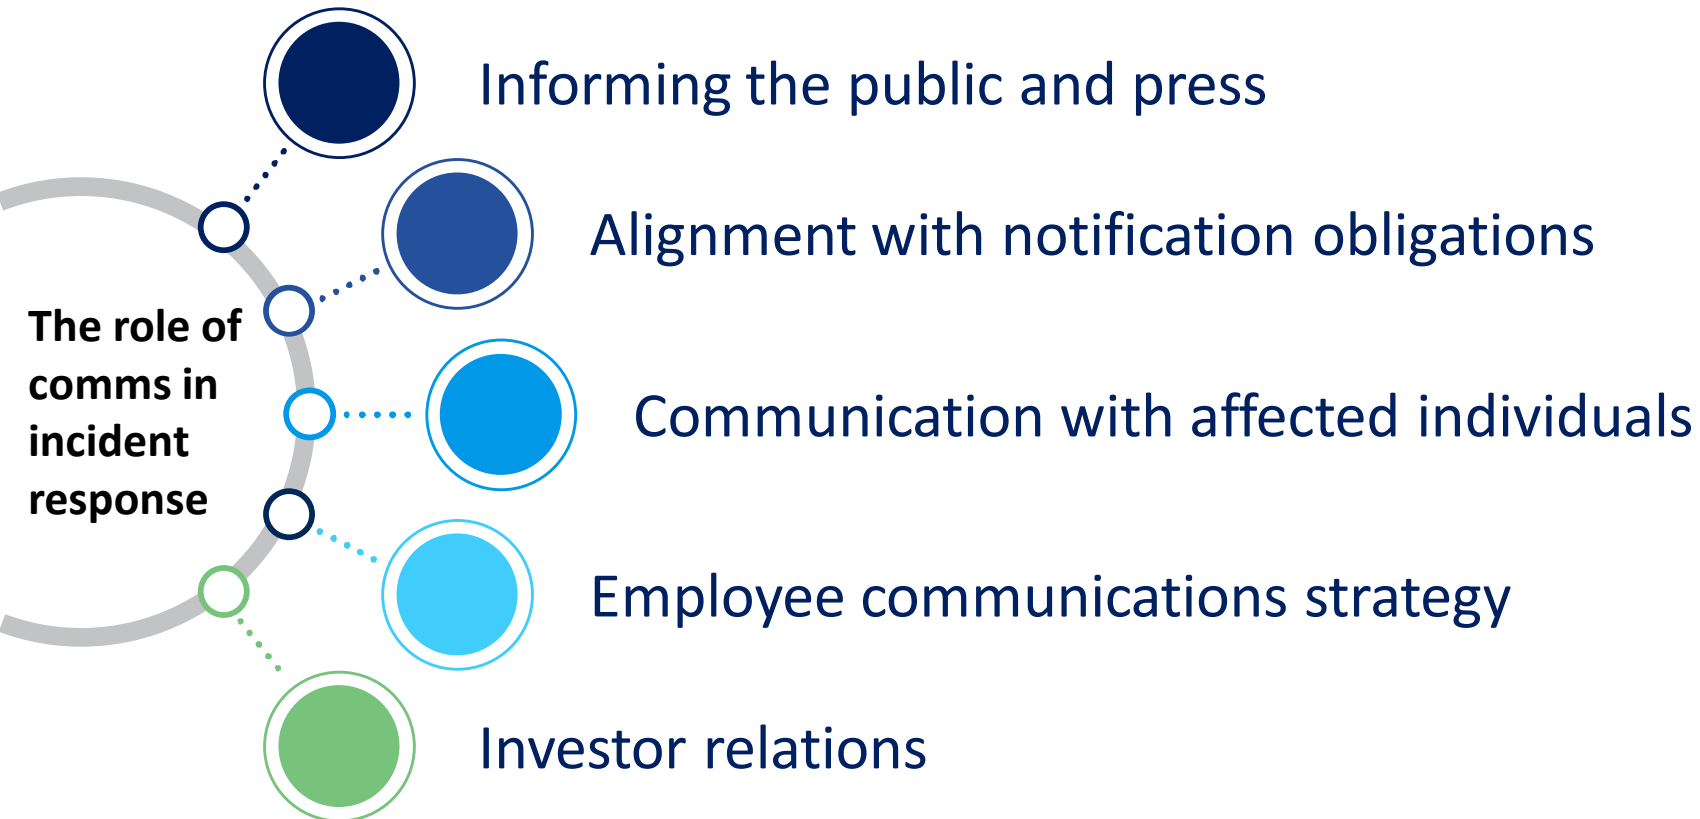 The role of
comms in
incident
response
Informing the public and press
Alignment with notification obligations
Communication with affected individuals
Employee communications strategy
Investor relations